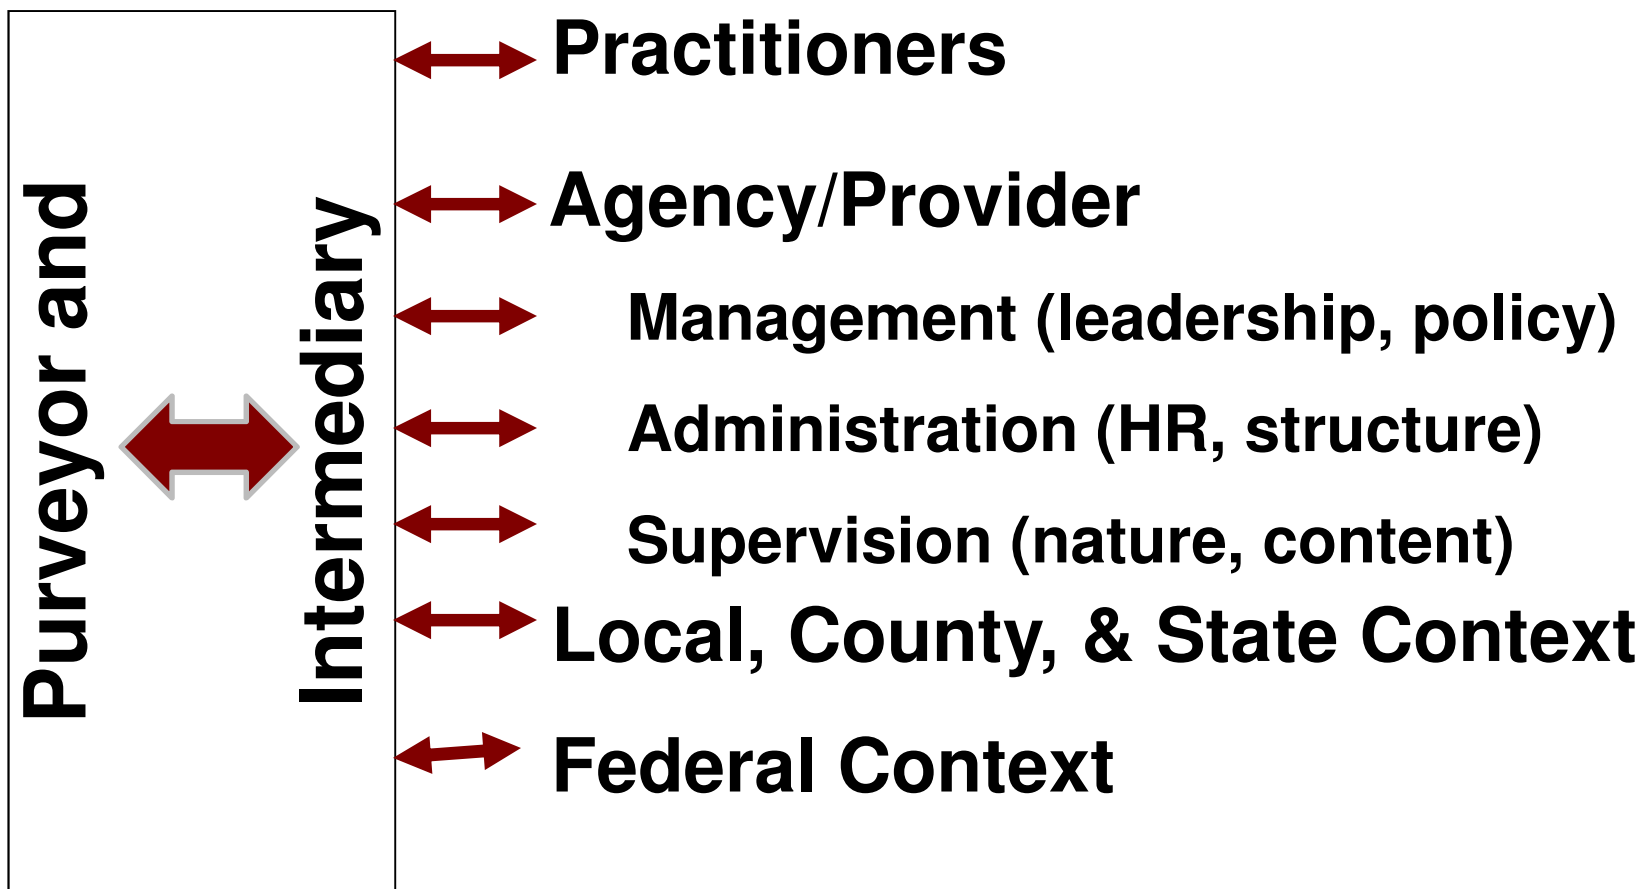 Purveyor and
Intermediary
Practitioners
Agency/Provider
Management (leadership, policy)
Administration (HR, structure)
Supervision (nature, content)
Local, County, & State Context
Federal Context